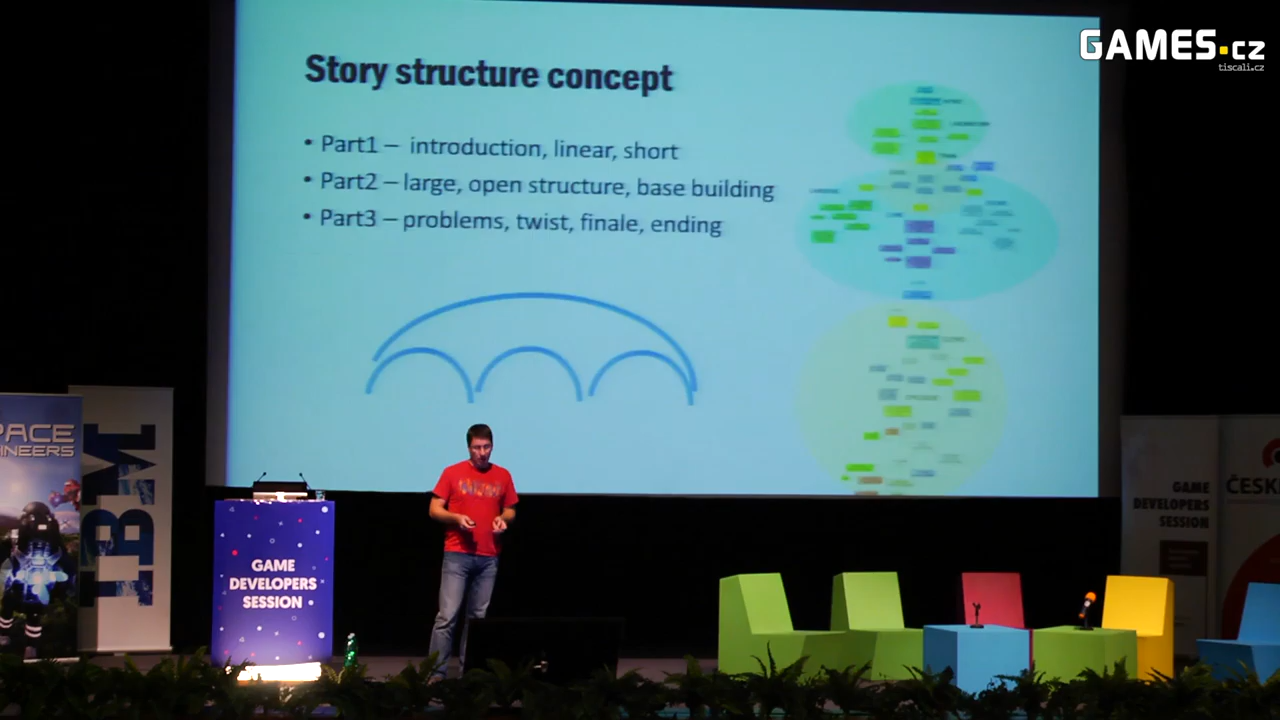 GAMES.cz
tiscali.cz
Story structure concept
• Part1 – introduction, linear, short
• Part2 – large, open structure, base building
• Part3 – problems, twist, finale, ending
PACE
INEERS
IBM
GAME
DEVELOPERS
SESSION
GAME
DEVELOPERS
SESSION
ČESK